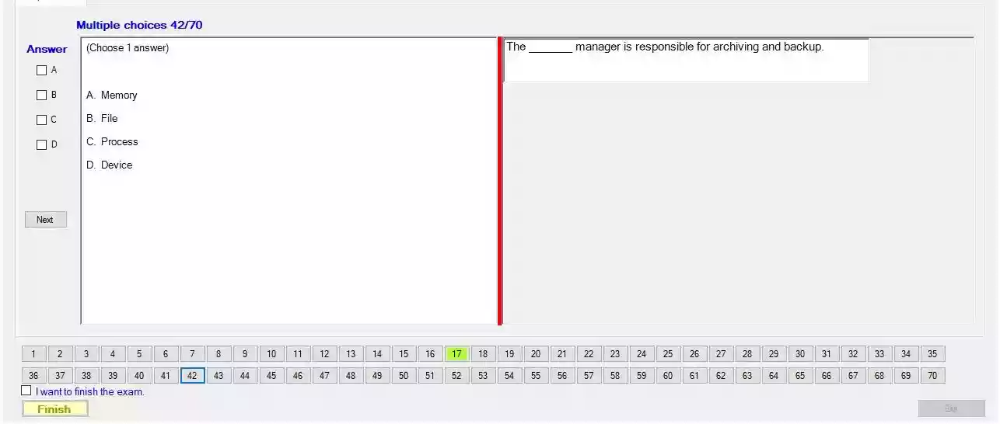 Multiple choices 42/70
Answer
(Choose 1 answer)
The _______ manager is responsible for archiving and backup.
A
B
C
D
A. Memory
B. File
C. Process
D. Device
Next
1 2 3 4 5 6 7 8 9 10 11 12 13 14 15 16 17 18 19 20 21 22 23 24 25 26 27 28 29 30 31 32 33 34 35
36 37 38 39 40 41 42 43 44 45 46 47 48 49 50 51 52 53 54 55 56 57 58 59 60 61 62 63 64 65 66 67 68 69 70
I want to finish the exam.
Finish